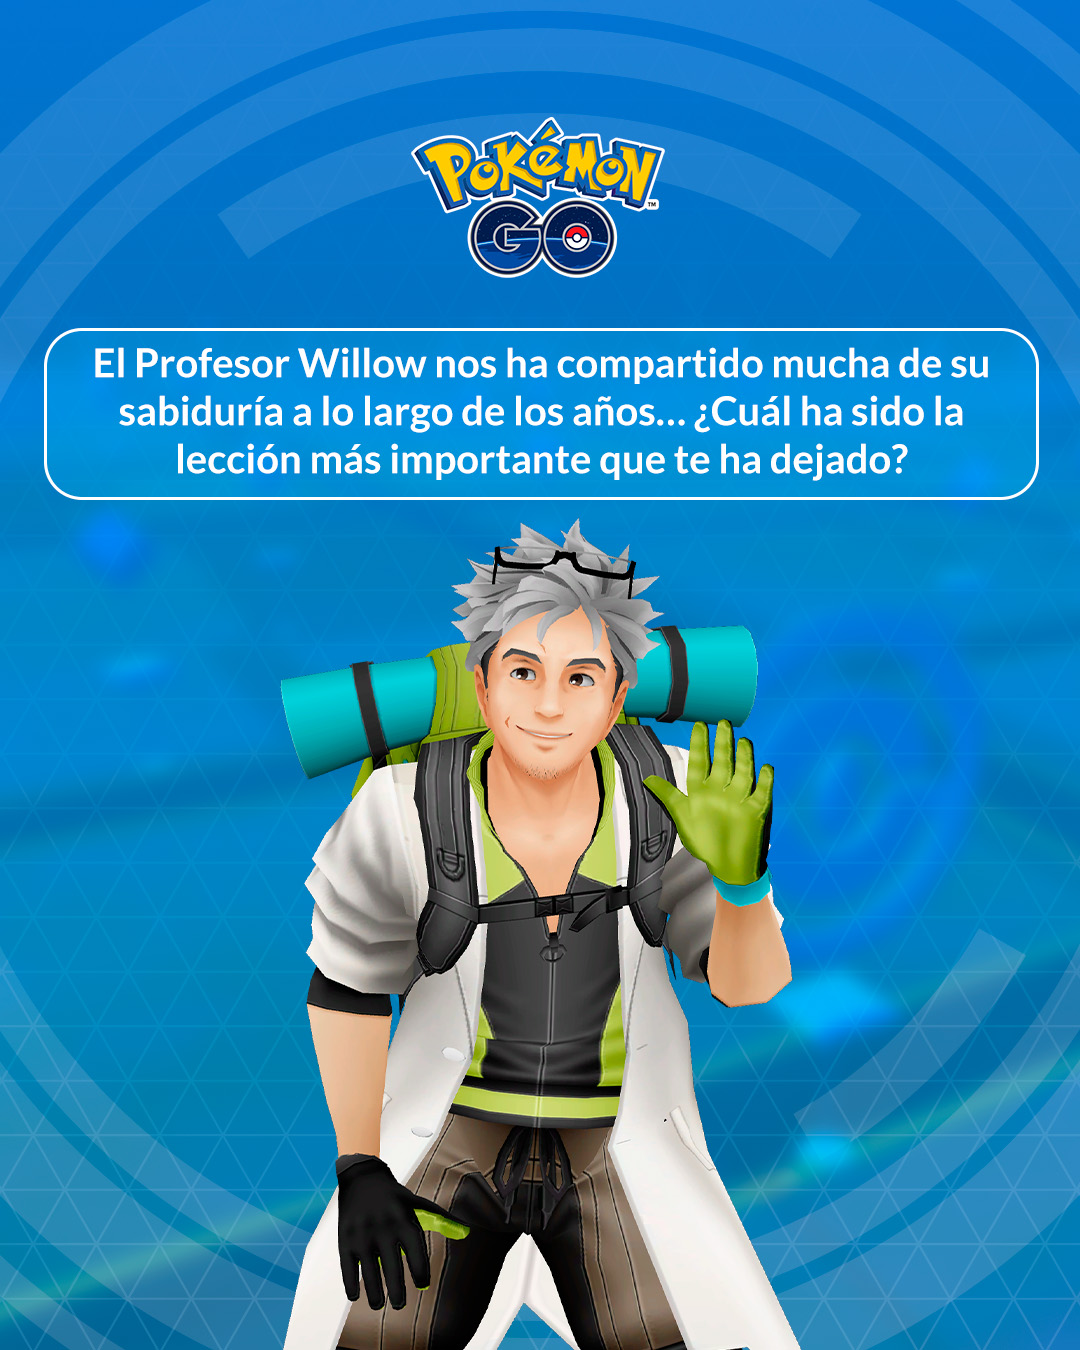 POKÉMON
GO
TM
El Profesor Willow nos ha compartido mucha de su
sabiduría a lo largo de los años... ¿Cuál ha sido la
lección más importante que te ha dejado?